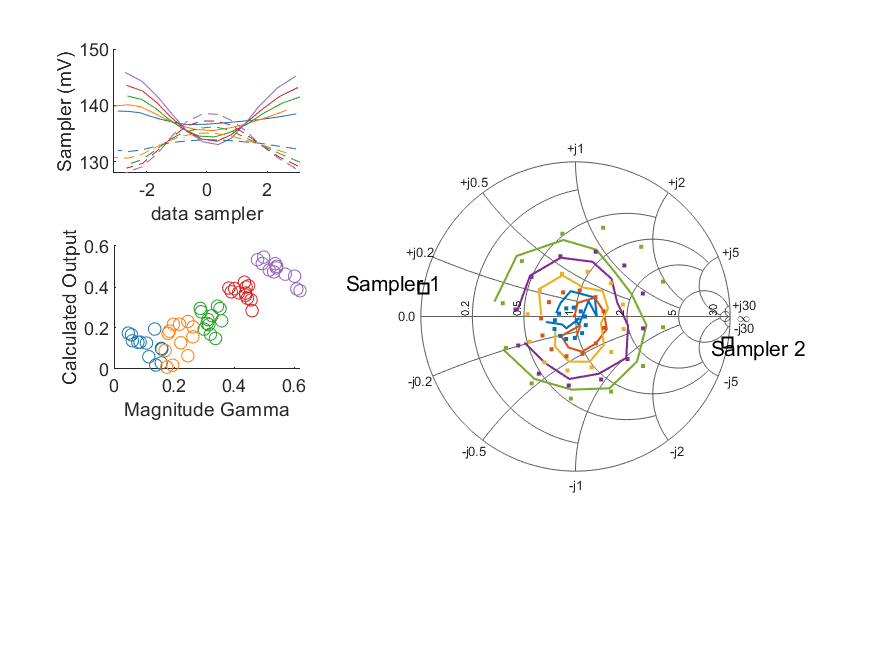 150
140
130
Sampler (mV)
-2
0
2
data sampler
0.6
0.4
0.2
0
Calculated Output
0
0.2
0.4
0.6
Magnitude Gamma
+j1
+j0.5
+j2
+j0.2
+j5
Sampler 1
+j30
0.0
0.2
0.5
1
2
5
30
∞
-j30
Sampler 2
-j0.2
-j5
-j0.5
-j2
-j1